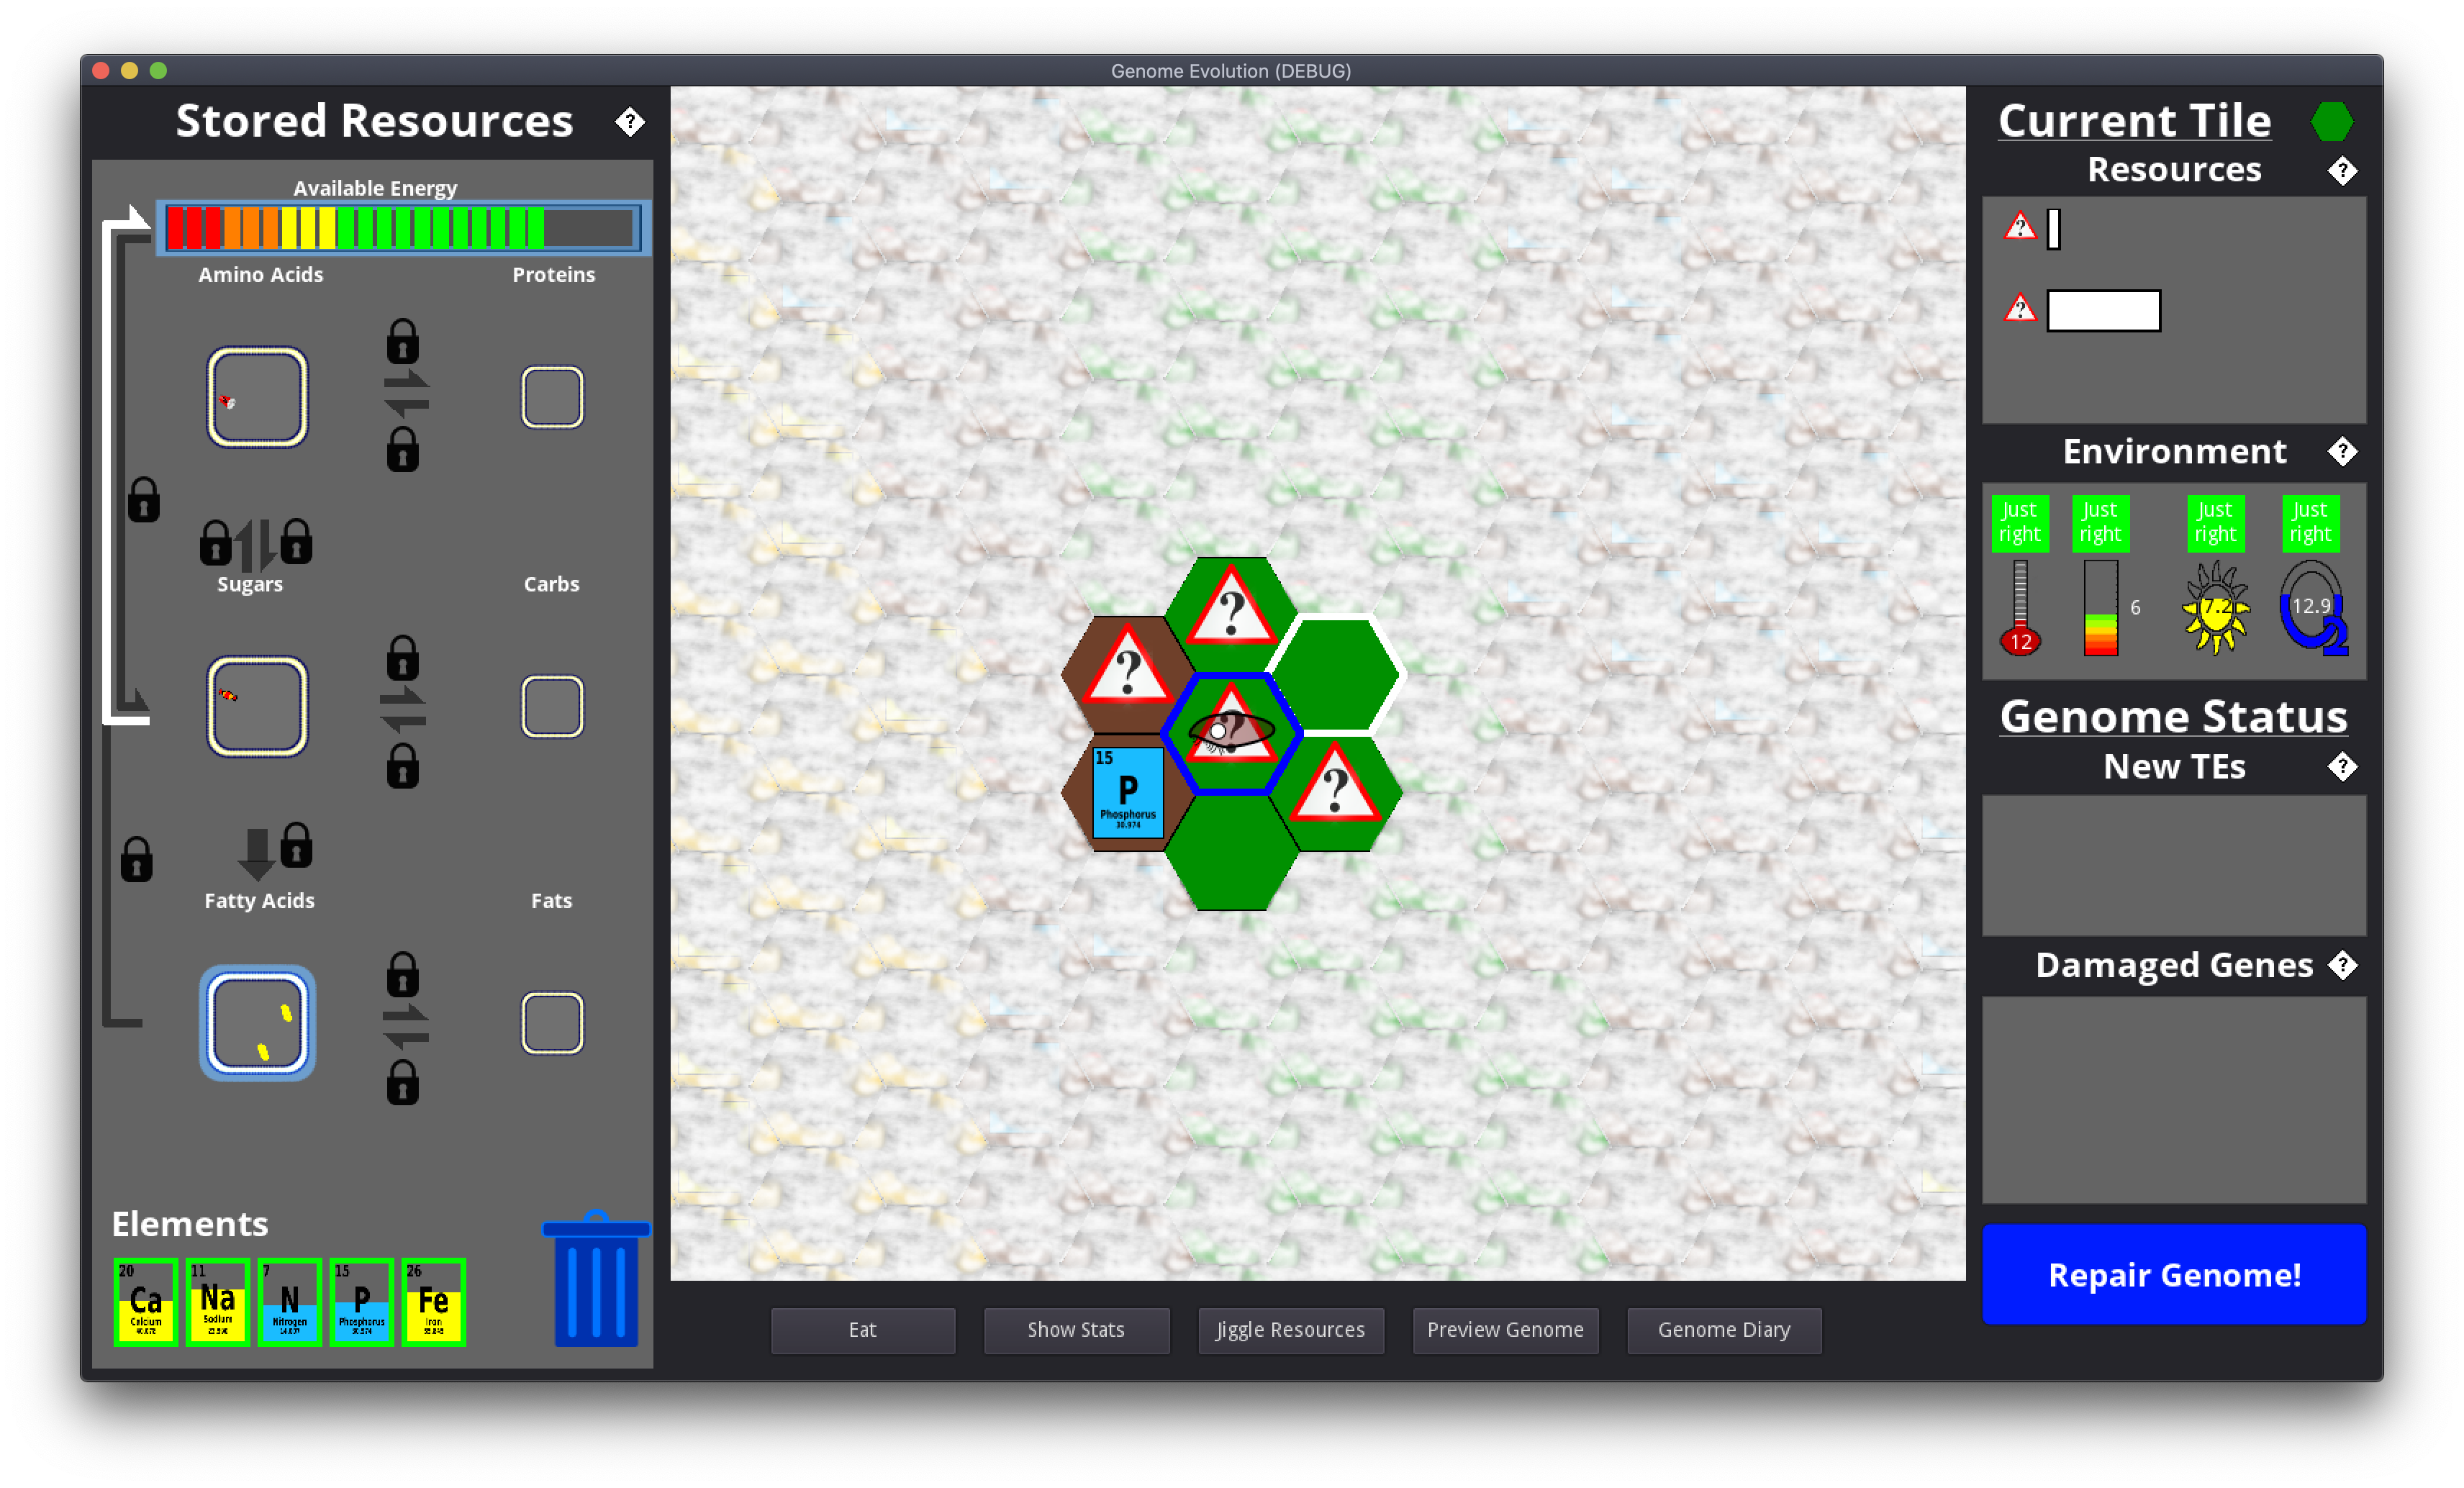 Genome Evolution (DEBUG)
Stored Resources
?
Available Energy
Amino Acids
Proteins
Sugars
Carbs
Fatty Acids
Fats
Elements
20
Ca
Calcium
11
Na
Sodium
7
N
Nitrogen
15
P
Phosphorus
26
Fe
Iron
?
?
?
?
15
P
Phosphorus
30.974
?
Eat
Show Stats
Jiggle Resources
Preview Genome
Genome Diary
Current Tile
Resources
?
?
?
Environment
?
Just right
Just right
Just right
Just right
12
6
7.2
12.9
O2
Genome Status
New TEs
?
Damaged Genes
?
Repair Genome!